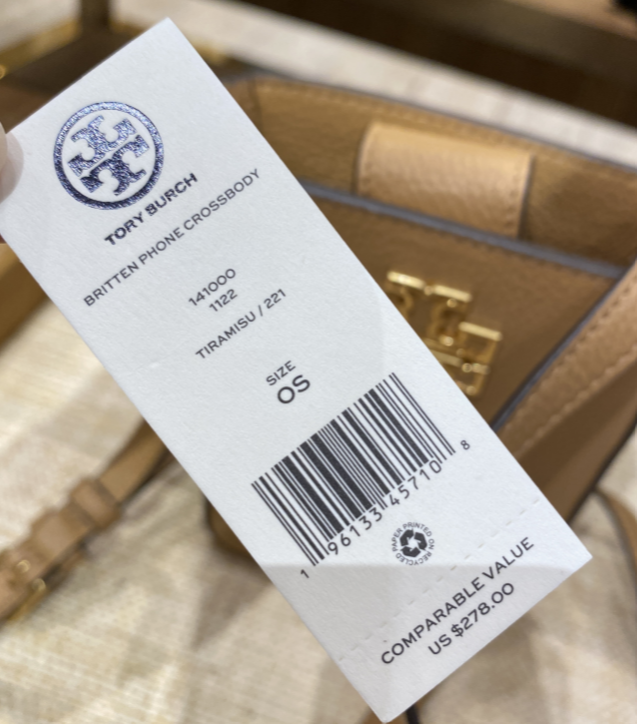 TORY BURCH
BRITTEN PHONE CROSSBODY
141000
1122
TIRAMISU / 221
SIZE
OS
1 96133 45710 8
PAPER PRINTED ON RECYCLED
COMPARABLE VALUE
US $278.00